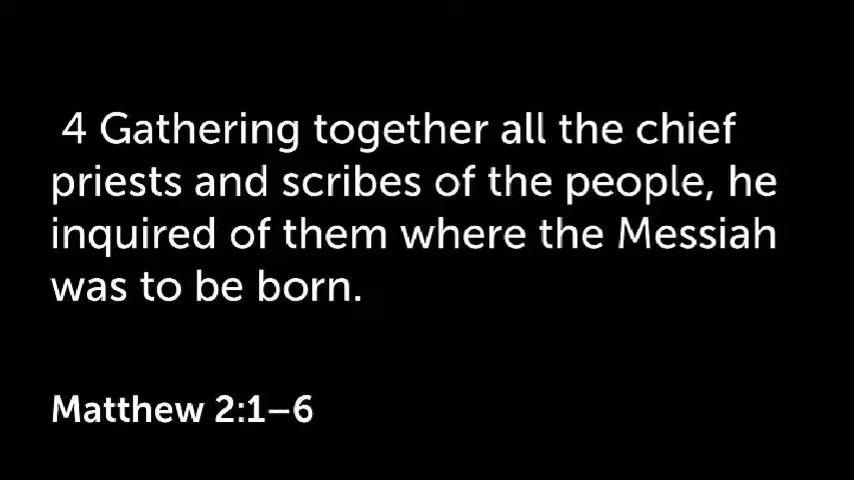 4 Gathering together all the chief
priests and scribes of the people, he
inquired of them where the Messiah
was to be born.
Matthew 2:1–6